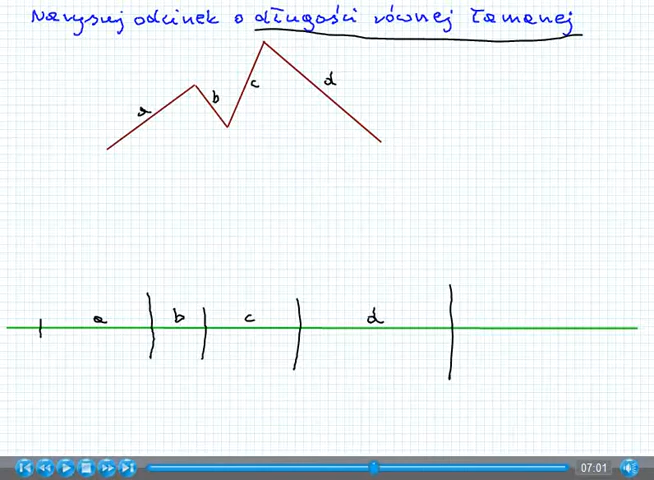 Narysuj odcinek o długości równej łamanej
a
b
c
d
a b c d
07:01